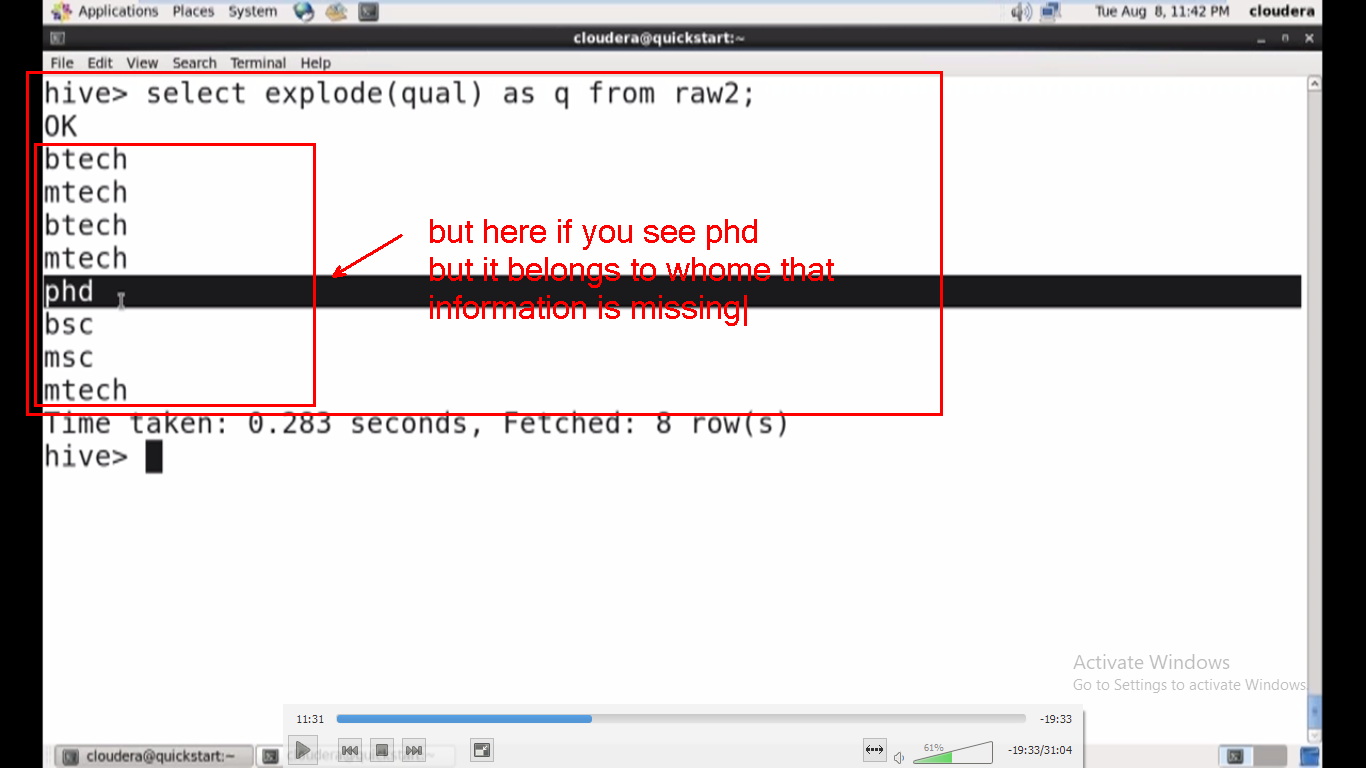 Applications Places System Tue Aug 8, 11:42 PM cloudera
cloudera@quickstart:~
File Edit View Search Terminal Help
hive> select explode(qual) as q from raw2;
OK
btech
mtech
btech
mtech
phd
bsc
msc
mtech
but here if you see phd
but it belongs to whome that
information is missing
Time taken: 0.283 seconds, Fetched: 8 row(s)
hive>
Activate Windows
Go to Settings to activate Windows
11:31 -19:33
61% -19:33/31:04
cloudera@quickstart:~ cloudera@quickstart:~